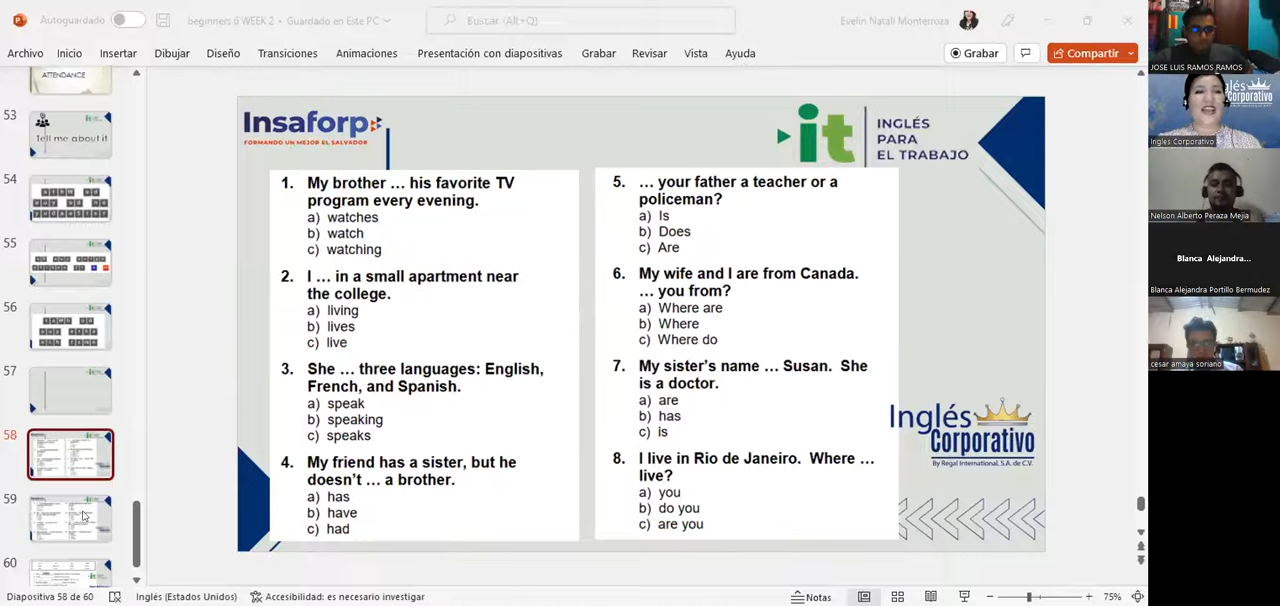 Autoguardado
beginners 6 WEEK 2 • Guardado en Este PC
Buscar (Alt+Q)
Evelin Natali Monterroza
Archivo Inicio Insertar Dibujar Diseño Transiciones Animaciones Presentación con diapositivas Grabar Revisar Vista Ayuda
Grabar
Compartir
ATTENDANCE
53
Tell me about it
54
55
56
57
58
59
60
Insaforp
FORMANDO UN MEJOR EL SALVADOR
it
INGLÉS
PARA
EL TRABAJO
1. My brother … his favorite TV
program every evening.
a) watches
b) watch
c) watching
2. I … in a small apartment near
the college.
a) living
b) lives
c) live
3. She … three languages: English,
French, and Spanish.
a) speak
b) speaking
c) speaks
4. My friend has a sister, but he
doesn't … a brother.
a) has
b) have
c) had
5. … your father a teacher or a
policeman?
a) Is
b) Does
c) Are
6. My wife and I are from Canada.
… you from?
a) Where are
b) Where
c) Where do
7. My sister's name … Susan. She
is a doctor.
a) are
b) has
c) is
8. I live in Rio de Janeiro. Where …
live?
a) you
b) do you
c) are you
Inglés
Corporativo
By Regal International, S.A. de C.V.
JOSE LUIS RAMOS RAMOS
Inglés
Corporativo
Ingles Corporativo
Nelson Alberto Peraza Mejia
Blanca Alejandra...
Blanca Alejandra Portillo Bermudez
cesar amaya soriano
Diapositiva 58 de 60
Inglés (Estados Unidos)
Accesibilidad: es necesario investigar
Notas
75%